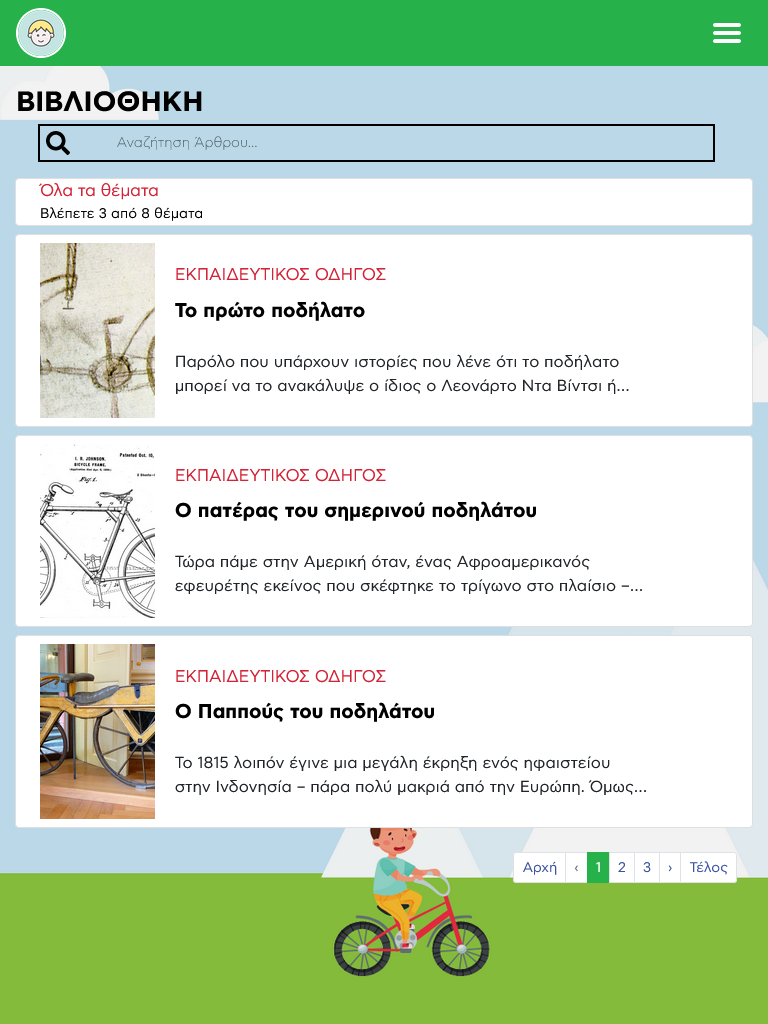 ΒΙΒΛΙΟΘΗΚΗ
Αναζήτηση Άρθρου...
Όλα τα θέματα
Βλέπετε 3 από 8 θέματα
ΕΚΠΑΙΔΕΥΤΙΚΟΣ ΟΔΗΓΟΣ
Το πρώτο ποδήλατο
Παρόλο που υπάρχουν ιστορίες που λένε ότι το ποδήλατο
μπορεί να το ανακάλυψε ο ίδιος ο Λεονάρτο Ντα Βίντσι ή...
I. R. JOHNSON.
BICYCLE FRAME.
Patented Oct. 10,
Fig. 1.
ΕΚΠΑΙΔΕΥΤΙΚΟΣ ΟΔΗΓΟΣ
Ο πατέρας του σημερινού ποδηλάτου
Τώρα πάμε στην Αμερική όταν, ένας Αφροαμερικανός
εφευρέτης εκείνος που σκέφτηκε το τρίγωνο στο πλαίσιο –...
ΕΚΠΑΙΔΕΥΤΙΚΟΣ ΟΔΗΓΟΣ
Ο Παππούς του ποδηλάτου
Το 1815 λοιπόν έγινε μια μεγάλη έκρηξη ενός ηφαιστείου
στην Ινδονησία – πάρα πολύ μακριά από την Ευρώπη. Όμως...
Αρχή ‹ 1 2 3 › Τέλος